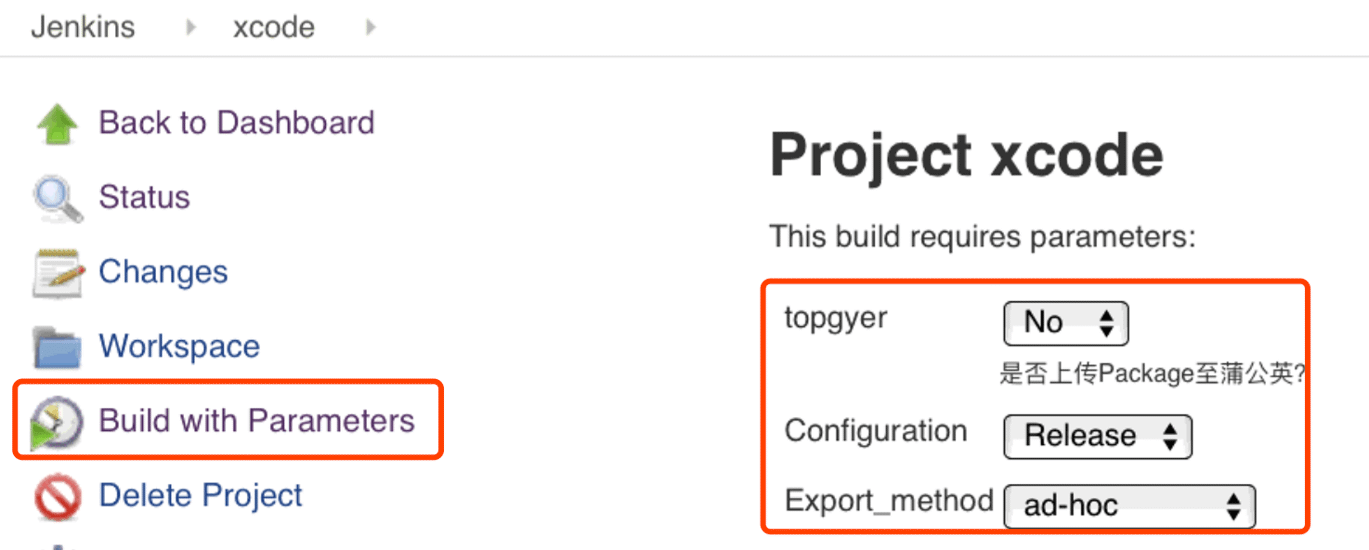 Jenkins xcode
Back to Dashboard
Status
Changes
Workspace
Build with Parameters
Delete Project
Project xcode
This build requires parameters:
topgyer No
是否上传Package至蒲公英?
Configuration Release
Export_method ad-hoc